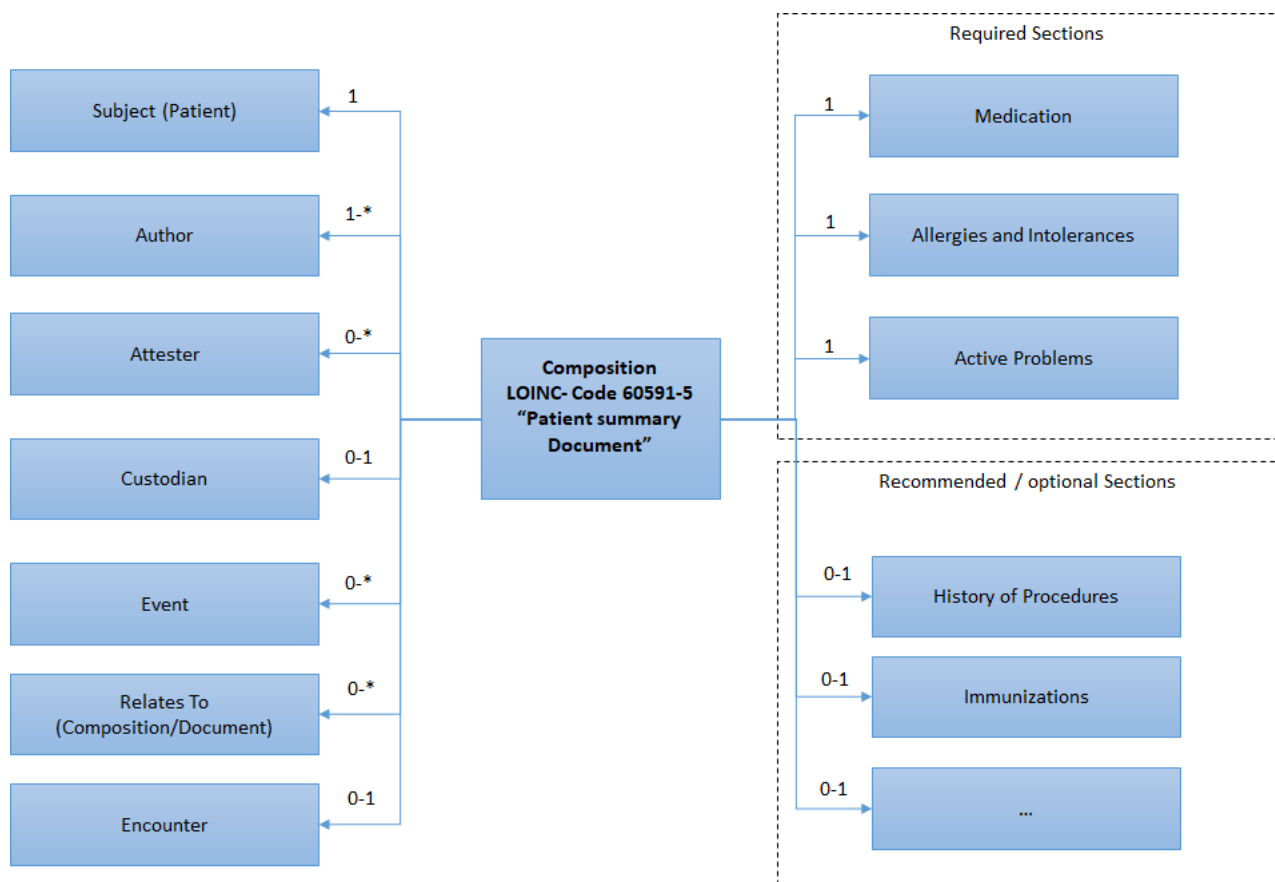 Required Sections
Subject (Patient)
1
1
Medication
Author
1-*
1
Allergies and Intolerances
Attester
0-*
1
Active Problems
Composition
LOINC- Code 60591-5
“Patient summary
Document”
Custodian
0-1
Recommended / optional Sections
Event
0-*
0-1
History of Procedures
Relates To
(Composition/Document)
0-*
0-1
Immunizations
Encounter
0-1
0-1
...